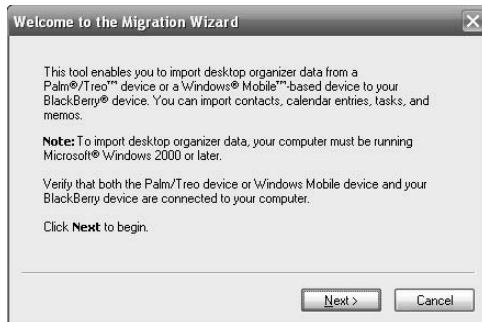 Welcome to the Migration Wizard
This tool enables you to import desktop organizer data from a
Palm®/Treo™ device or a Windows® Mobile™-based device to your
BlackBerry® device. You can import contacts, calendar entries, tasks, and
memos.
Note: To import desktop organizer data, your computer must be running
Microsoft® Windows 2000 or later.
Verify that both the Palm/Treo device or Windows Mobile device and your
BlackBerry device are connected to your computer.
Click Next to begin.
Next > Cancel